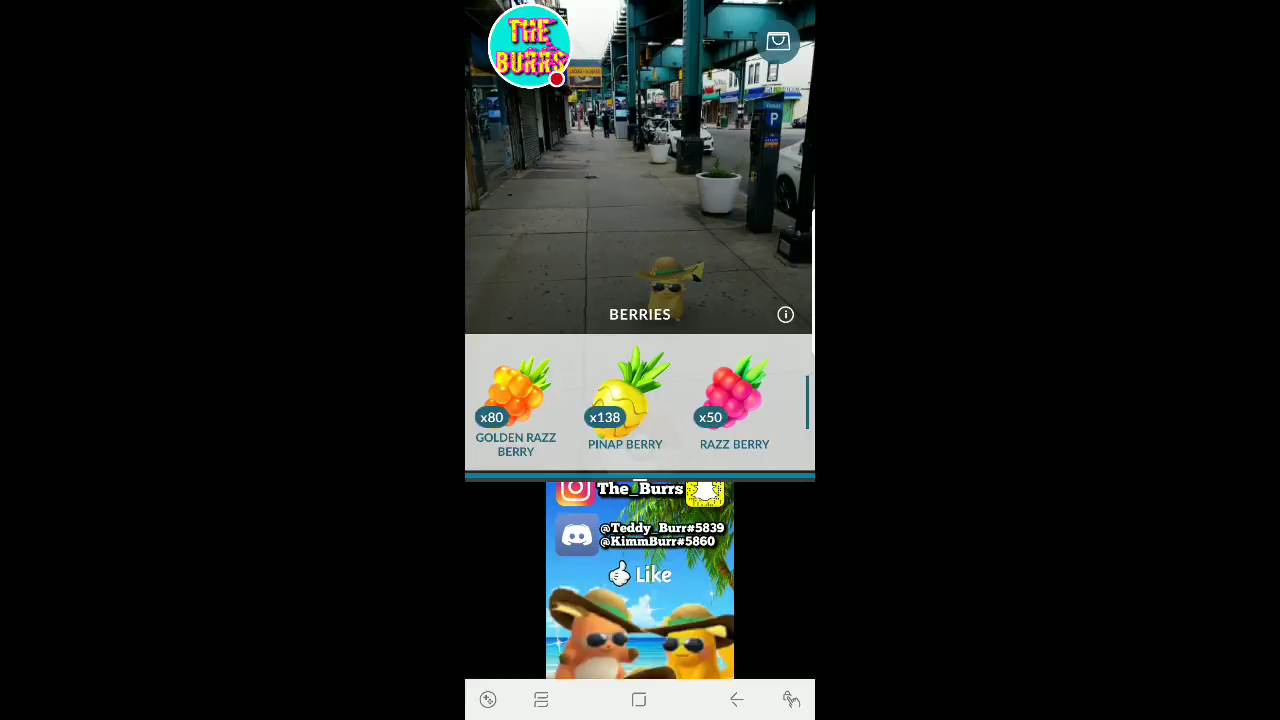 THE
BURRS
P
BERRIES
x80
x138
x50
GOLDEN RAZZ
BERRY
PINAP BERRY
RAZZ BERRY
The_Burrs
@Teddy_Burr#5839
@KimmBurr#5860
Like